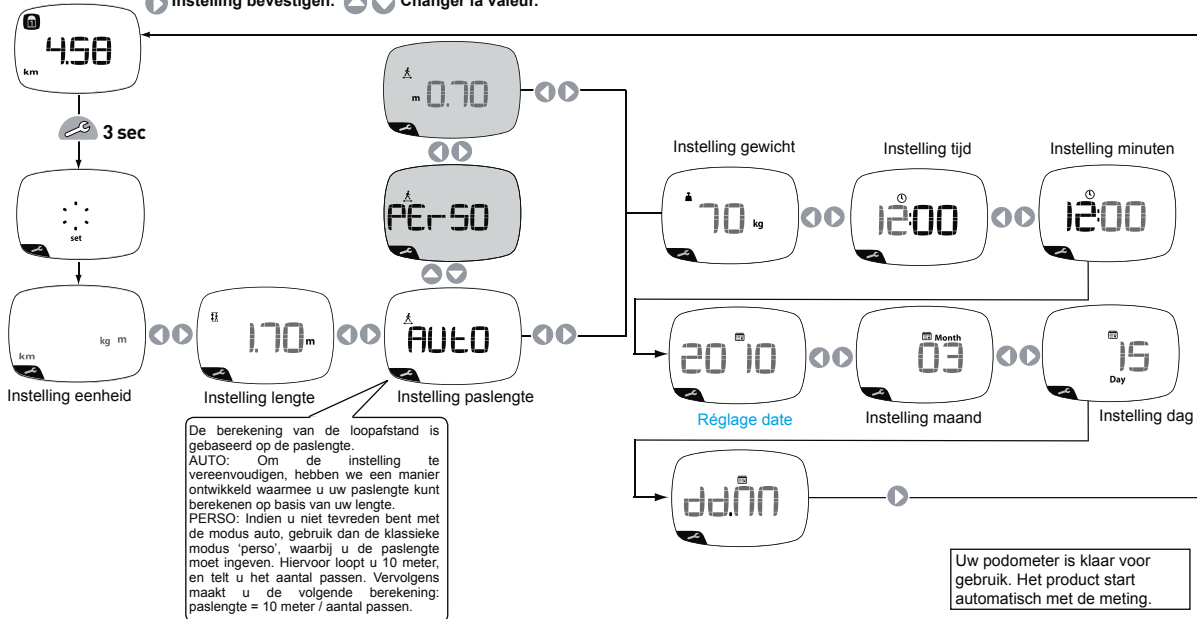 Instelling bevestigen. Changer la valeur.
4.58
km
3 sec
set
km kg m
Instelling eenheid
1.70 m
Instelling lengte
AUtO
Instelling paslengte
PErSO
m 0.70
De berekening van de loopafstand is
gebaseerd op de paslengte.
AUTO: Om de instelling te
vereenvoudigen, hebben we een manier
ontwikkeld waarmee u uw paslengte kunt
berekenen op basis van uw lengte.
PERSO: Indien u niet tevreden bent met
de modus auto, gebruik dan de klassieke
modus ‘perso’, waarbij u de paslengte
moet ingeven. Hiervoor loopt u 10 meter,
en telt u het aantal passen. Vervolgens
maakt u de volgende berekening:
paslengte = 10 meter / aantal passen.
Instelling gewicht
70 kg
Instelling tijd
12:00
Instelling minuten
12:00
2010
Réglage date
Month
03
Instelling maand
15
Day
Instelling dag
dd.MM
Uw podometer is klaar voor
gebruik. Het product start
automatisch met de meting.